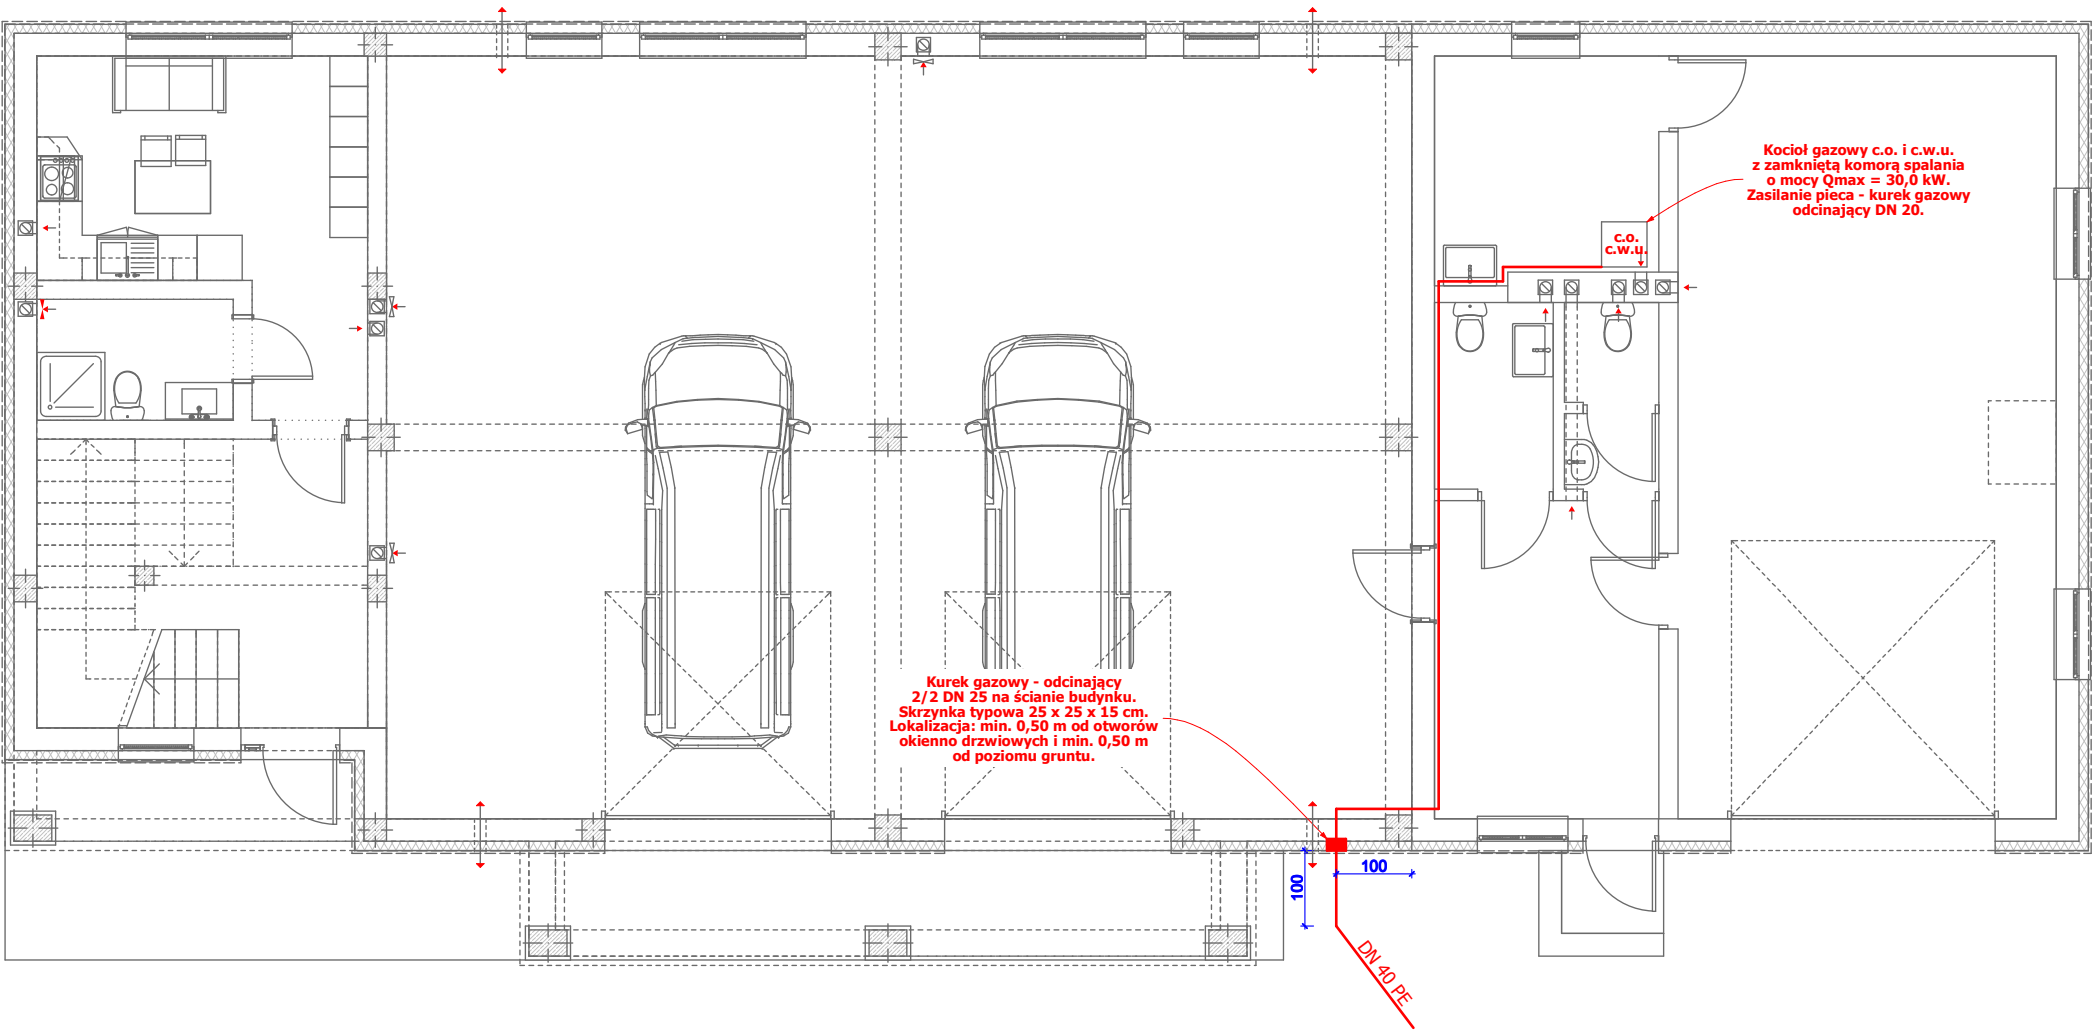 Kocioł gazowy c.o. i c.w.u.
z zamkniętą komorą spalania
o mocy Qmax = 30,0 kW.
Zasilanie pieca - kurek gazowy
odcinający DN 20.
c.o.
c.w.u.
Kurek gazowy - odcinający
2/2 DN 25 na ścianie budynku.
Skrzynka typowa 25 x 25 x 15 cm.
Lokalizacja: min. 0,50 m od otworów
okienno drzwiowych i min. 0,50 m
od poziomu gruntu.
100
100
DN 40 PE